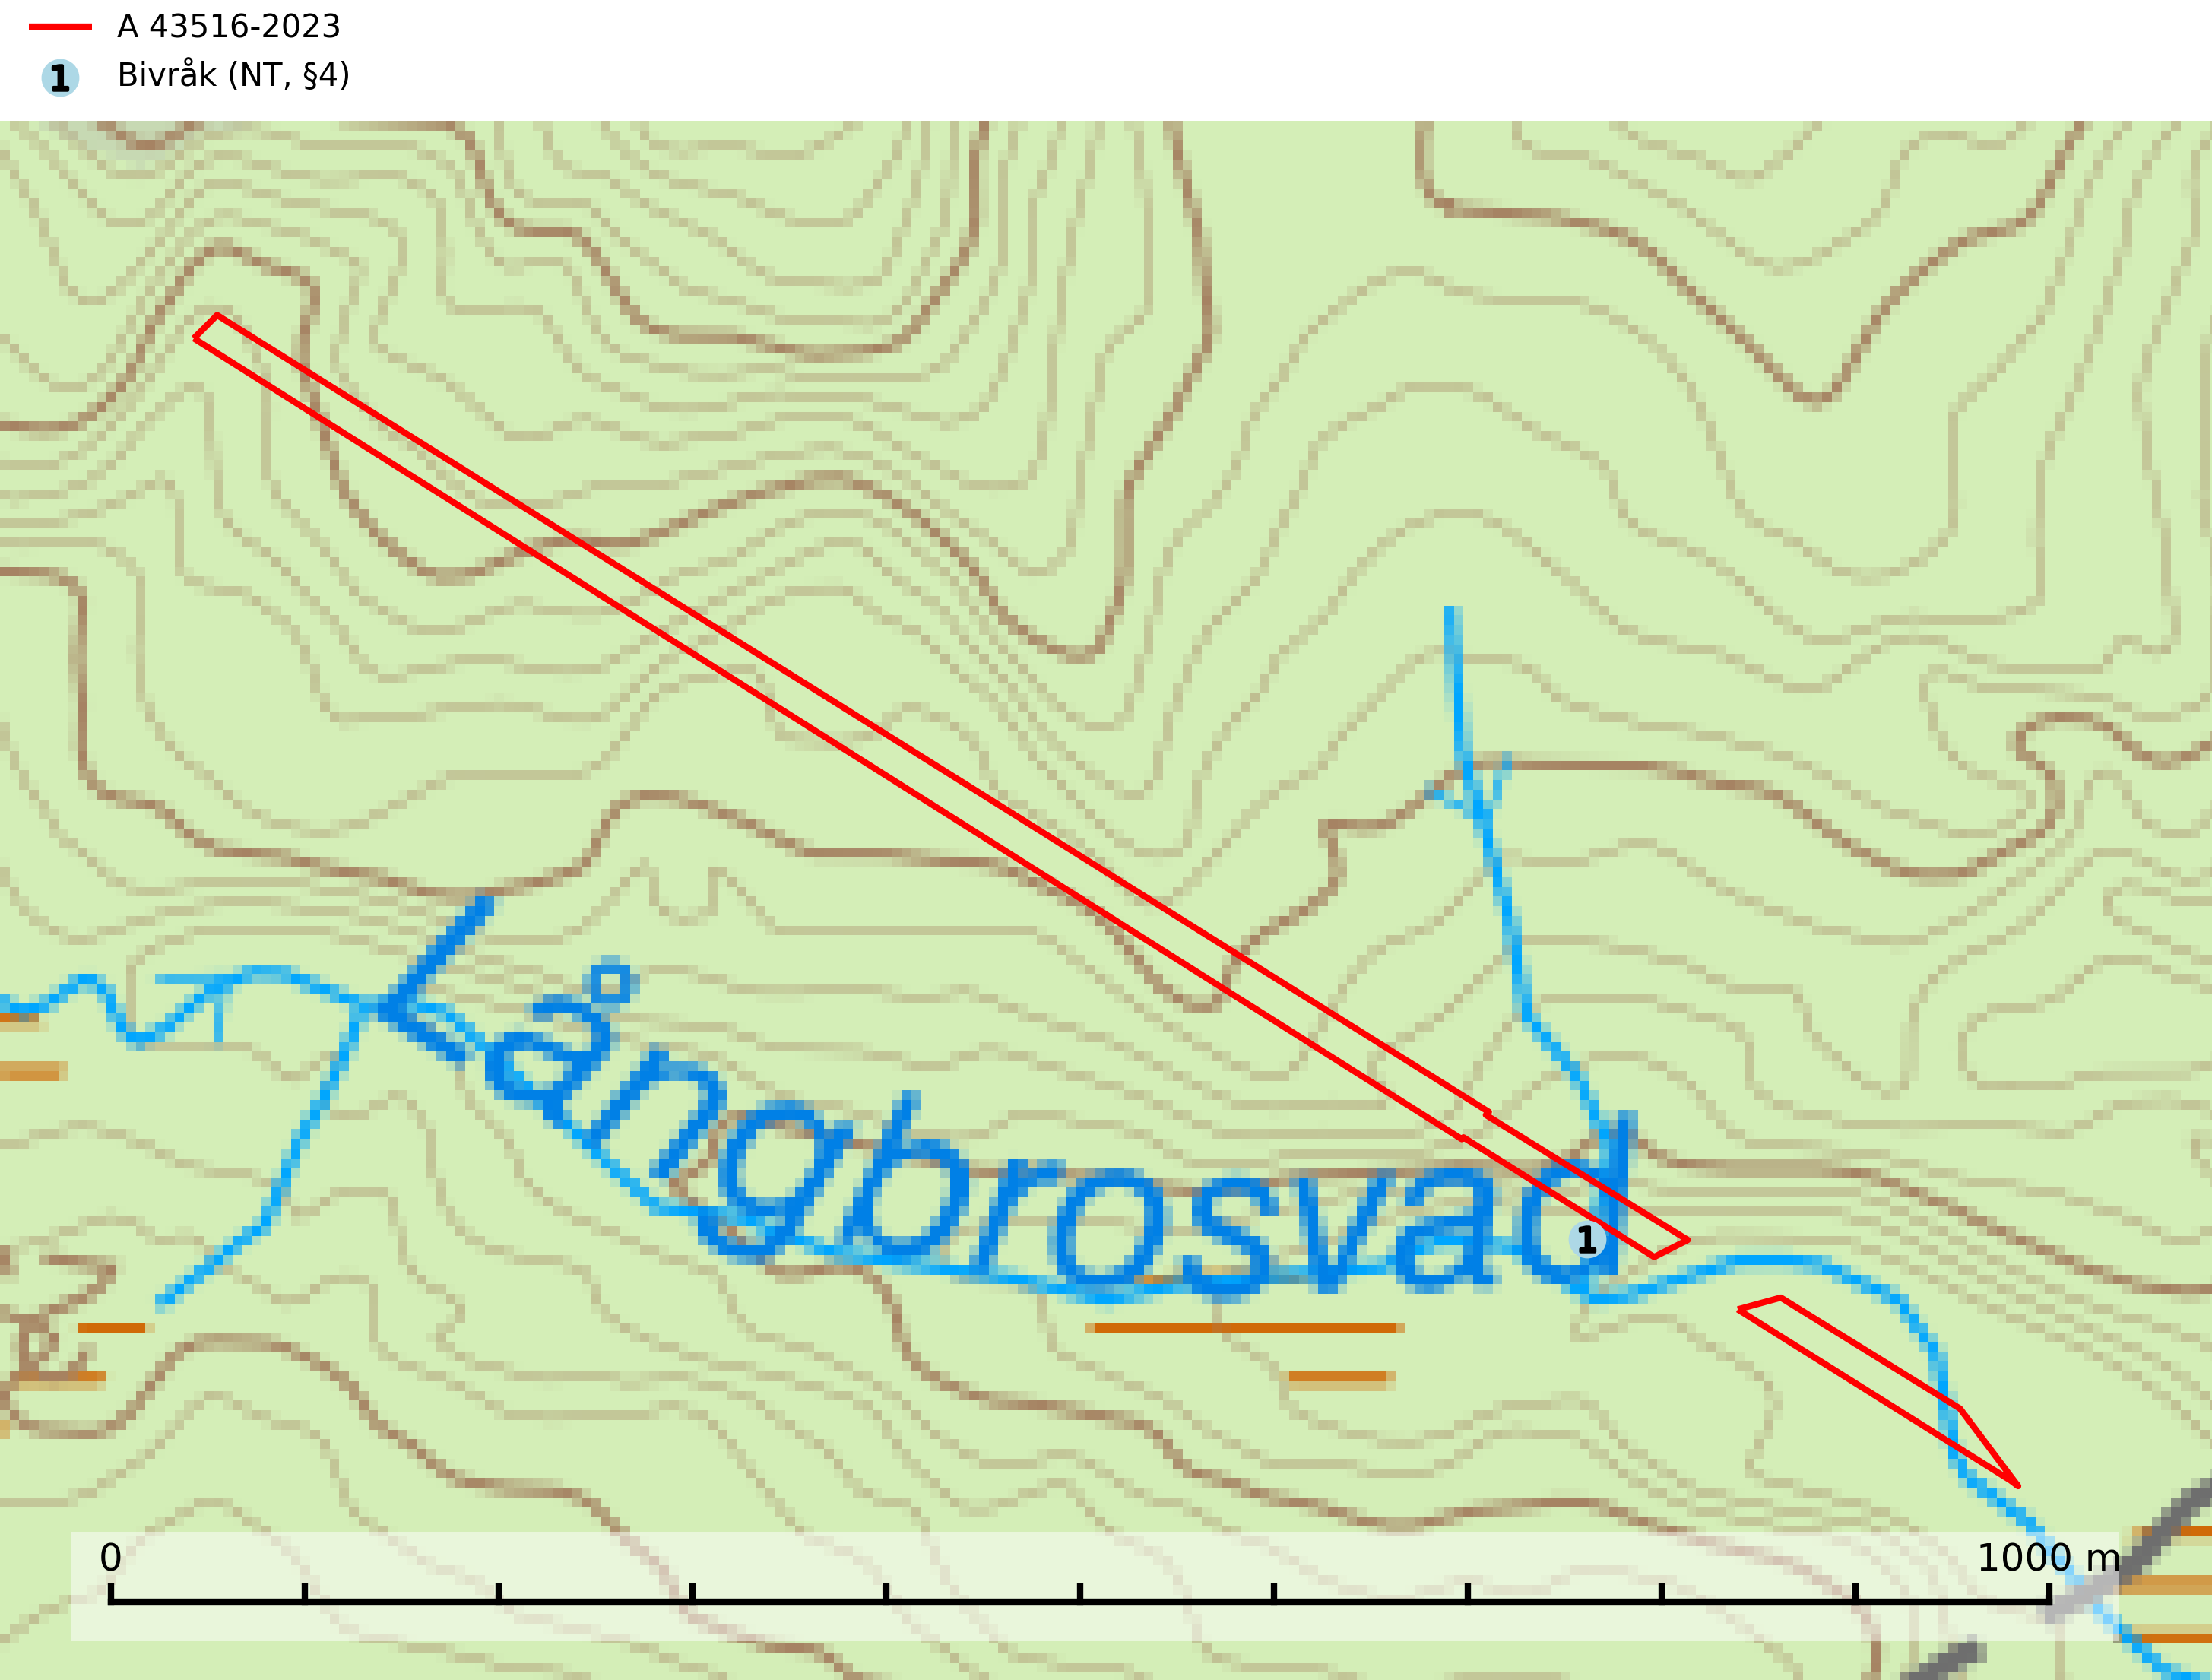 A 43516-2023
1 Bivråk (NT, §4)
Långbrosvad
1
0 1000 m